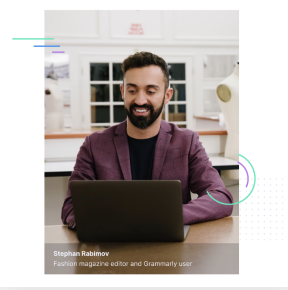 Stephan Rabimov
Fashion magazine editor and Grammarly user